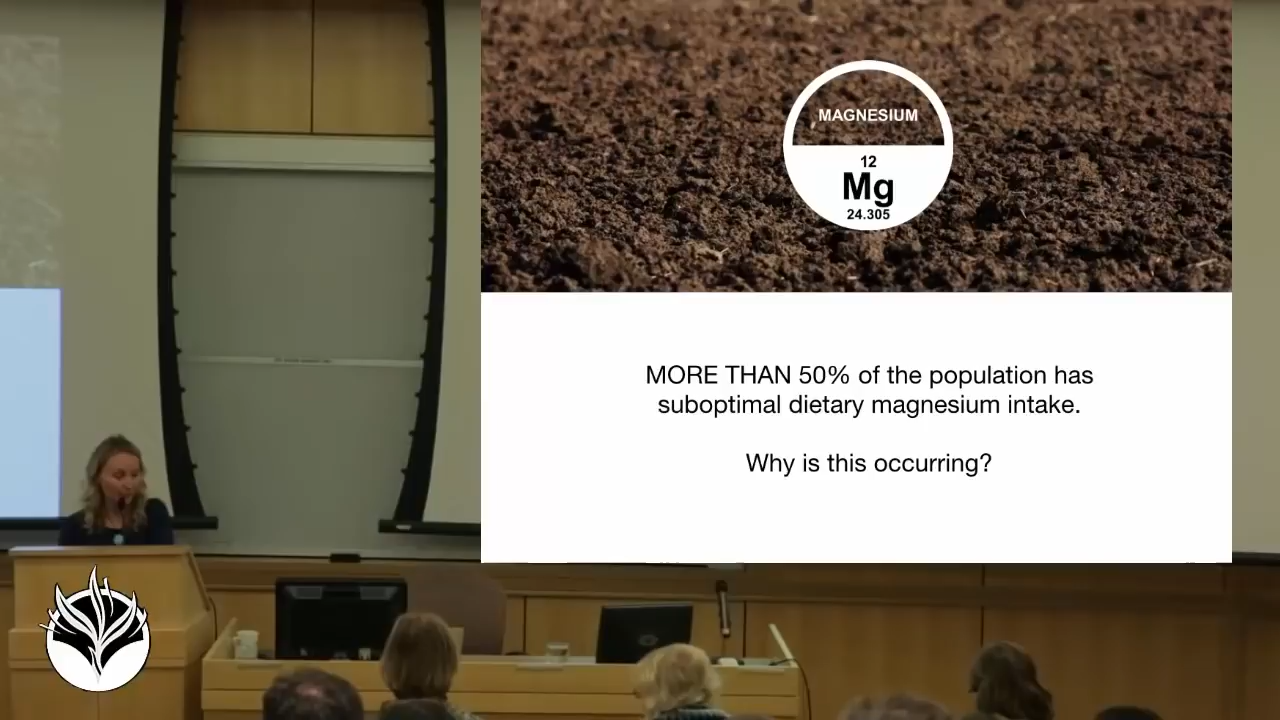 MAGNESIUM
12
Mg
24.305
MORE THAN 50% of the population has
suboptimal dietary magnesium intake.
Why is this occurring?